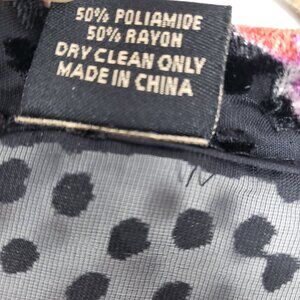 50% POLIAMIDE
50% RAYON
DRY CLEAN ONLY
MADE IN CHINA